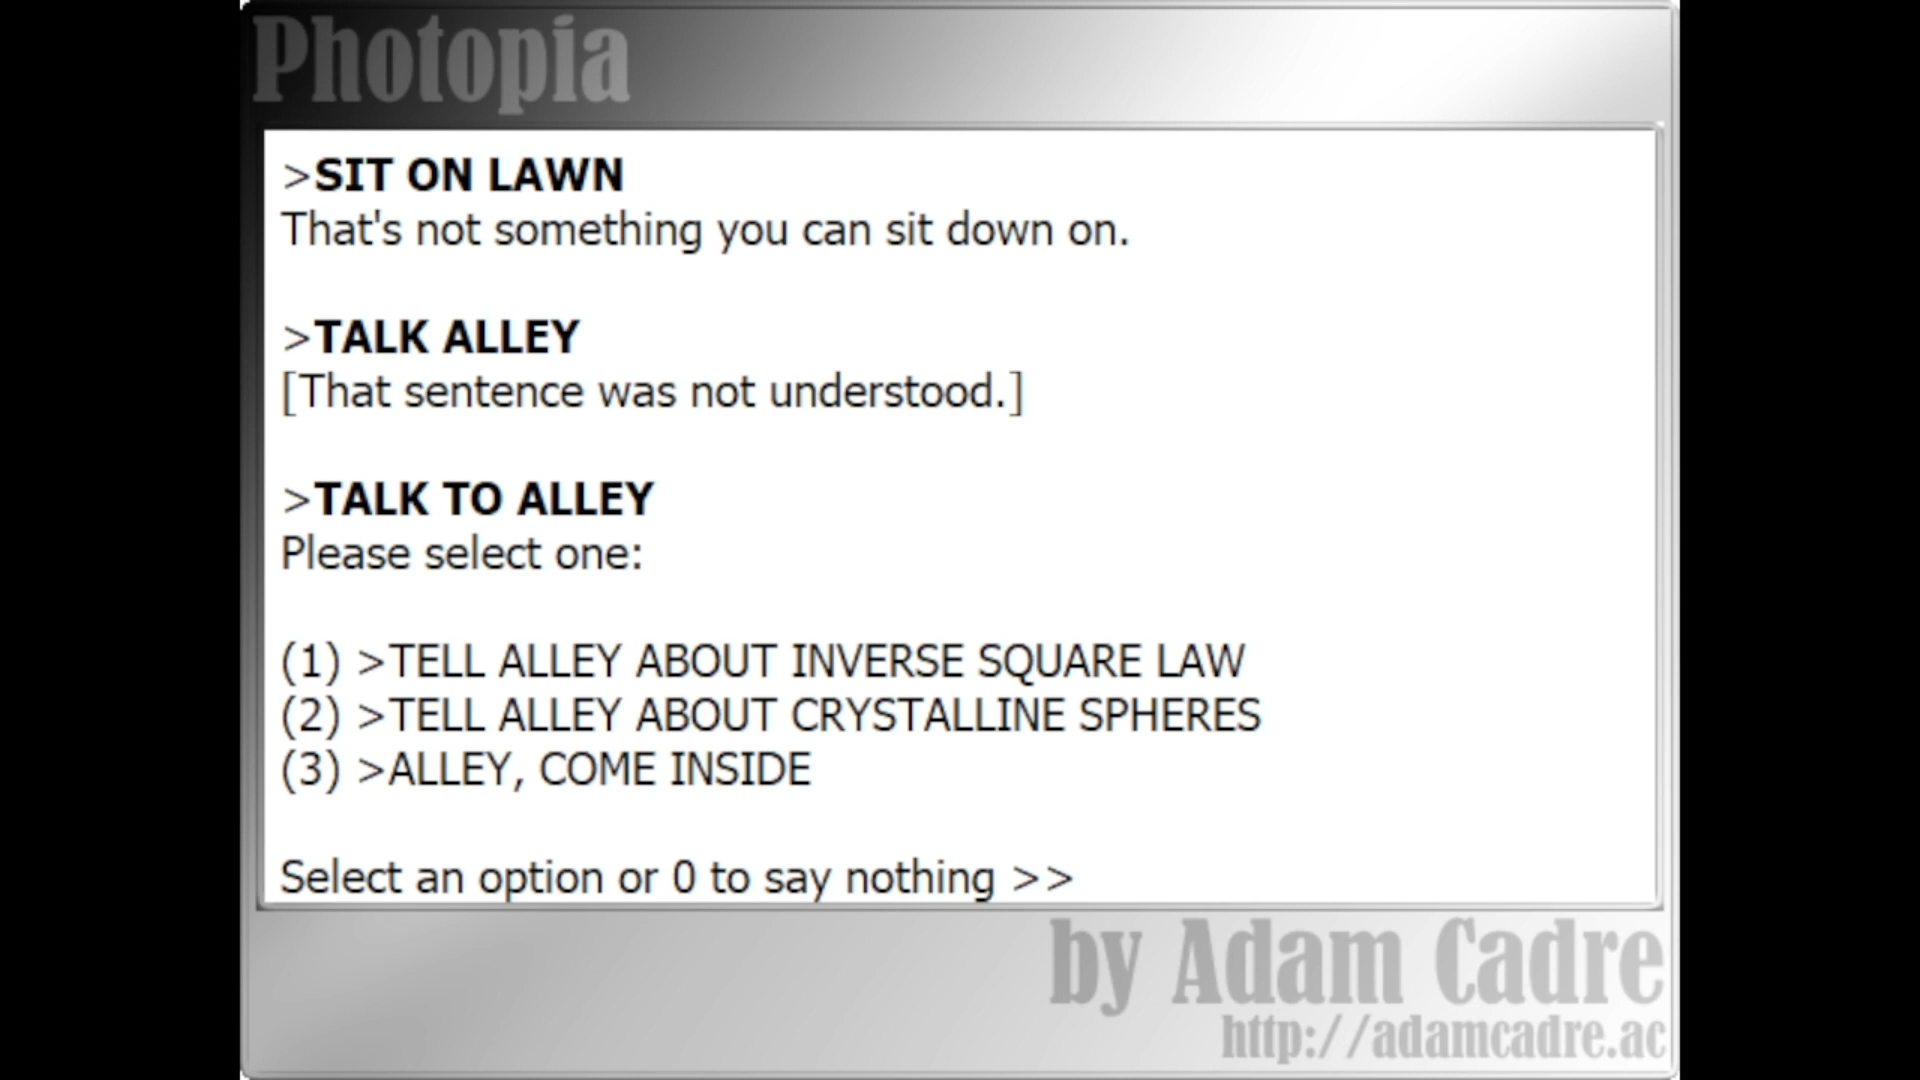 Photopia
>SIT ON LAWN
That's not something you can sit down on.
>TALK ALLEY
[That sentence was not understood.]
>TALK TO ALLEY
Please select one:
(1) >TELL ALLEY ABOUT INVERSE SQUARE LAW
(2) >TELL ALLEY ABOUT CRYSTALLINE SPHERES
(3) >ALLEY, COME INSIDE
Select an option or 0 to say nothing >>
by Adam Cadre
http://adamcadre.ac